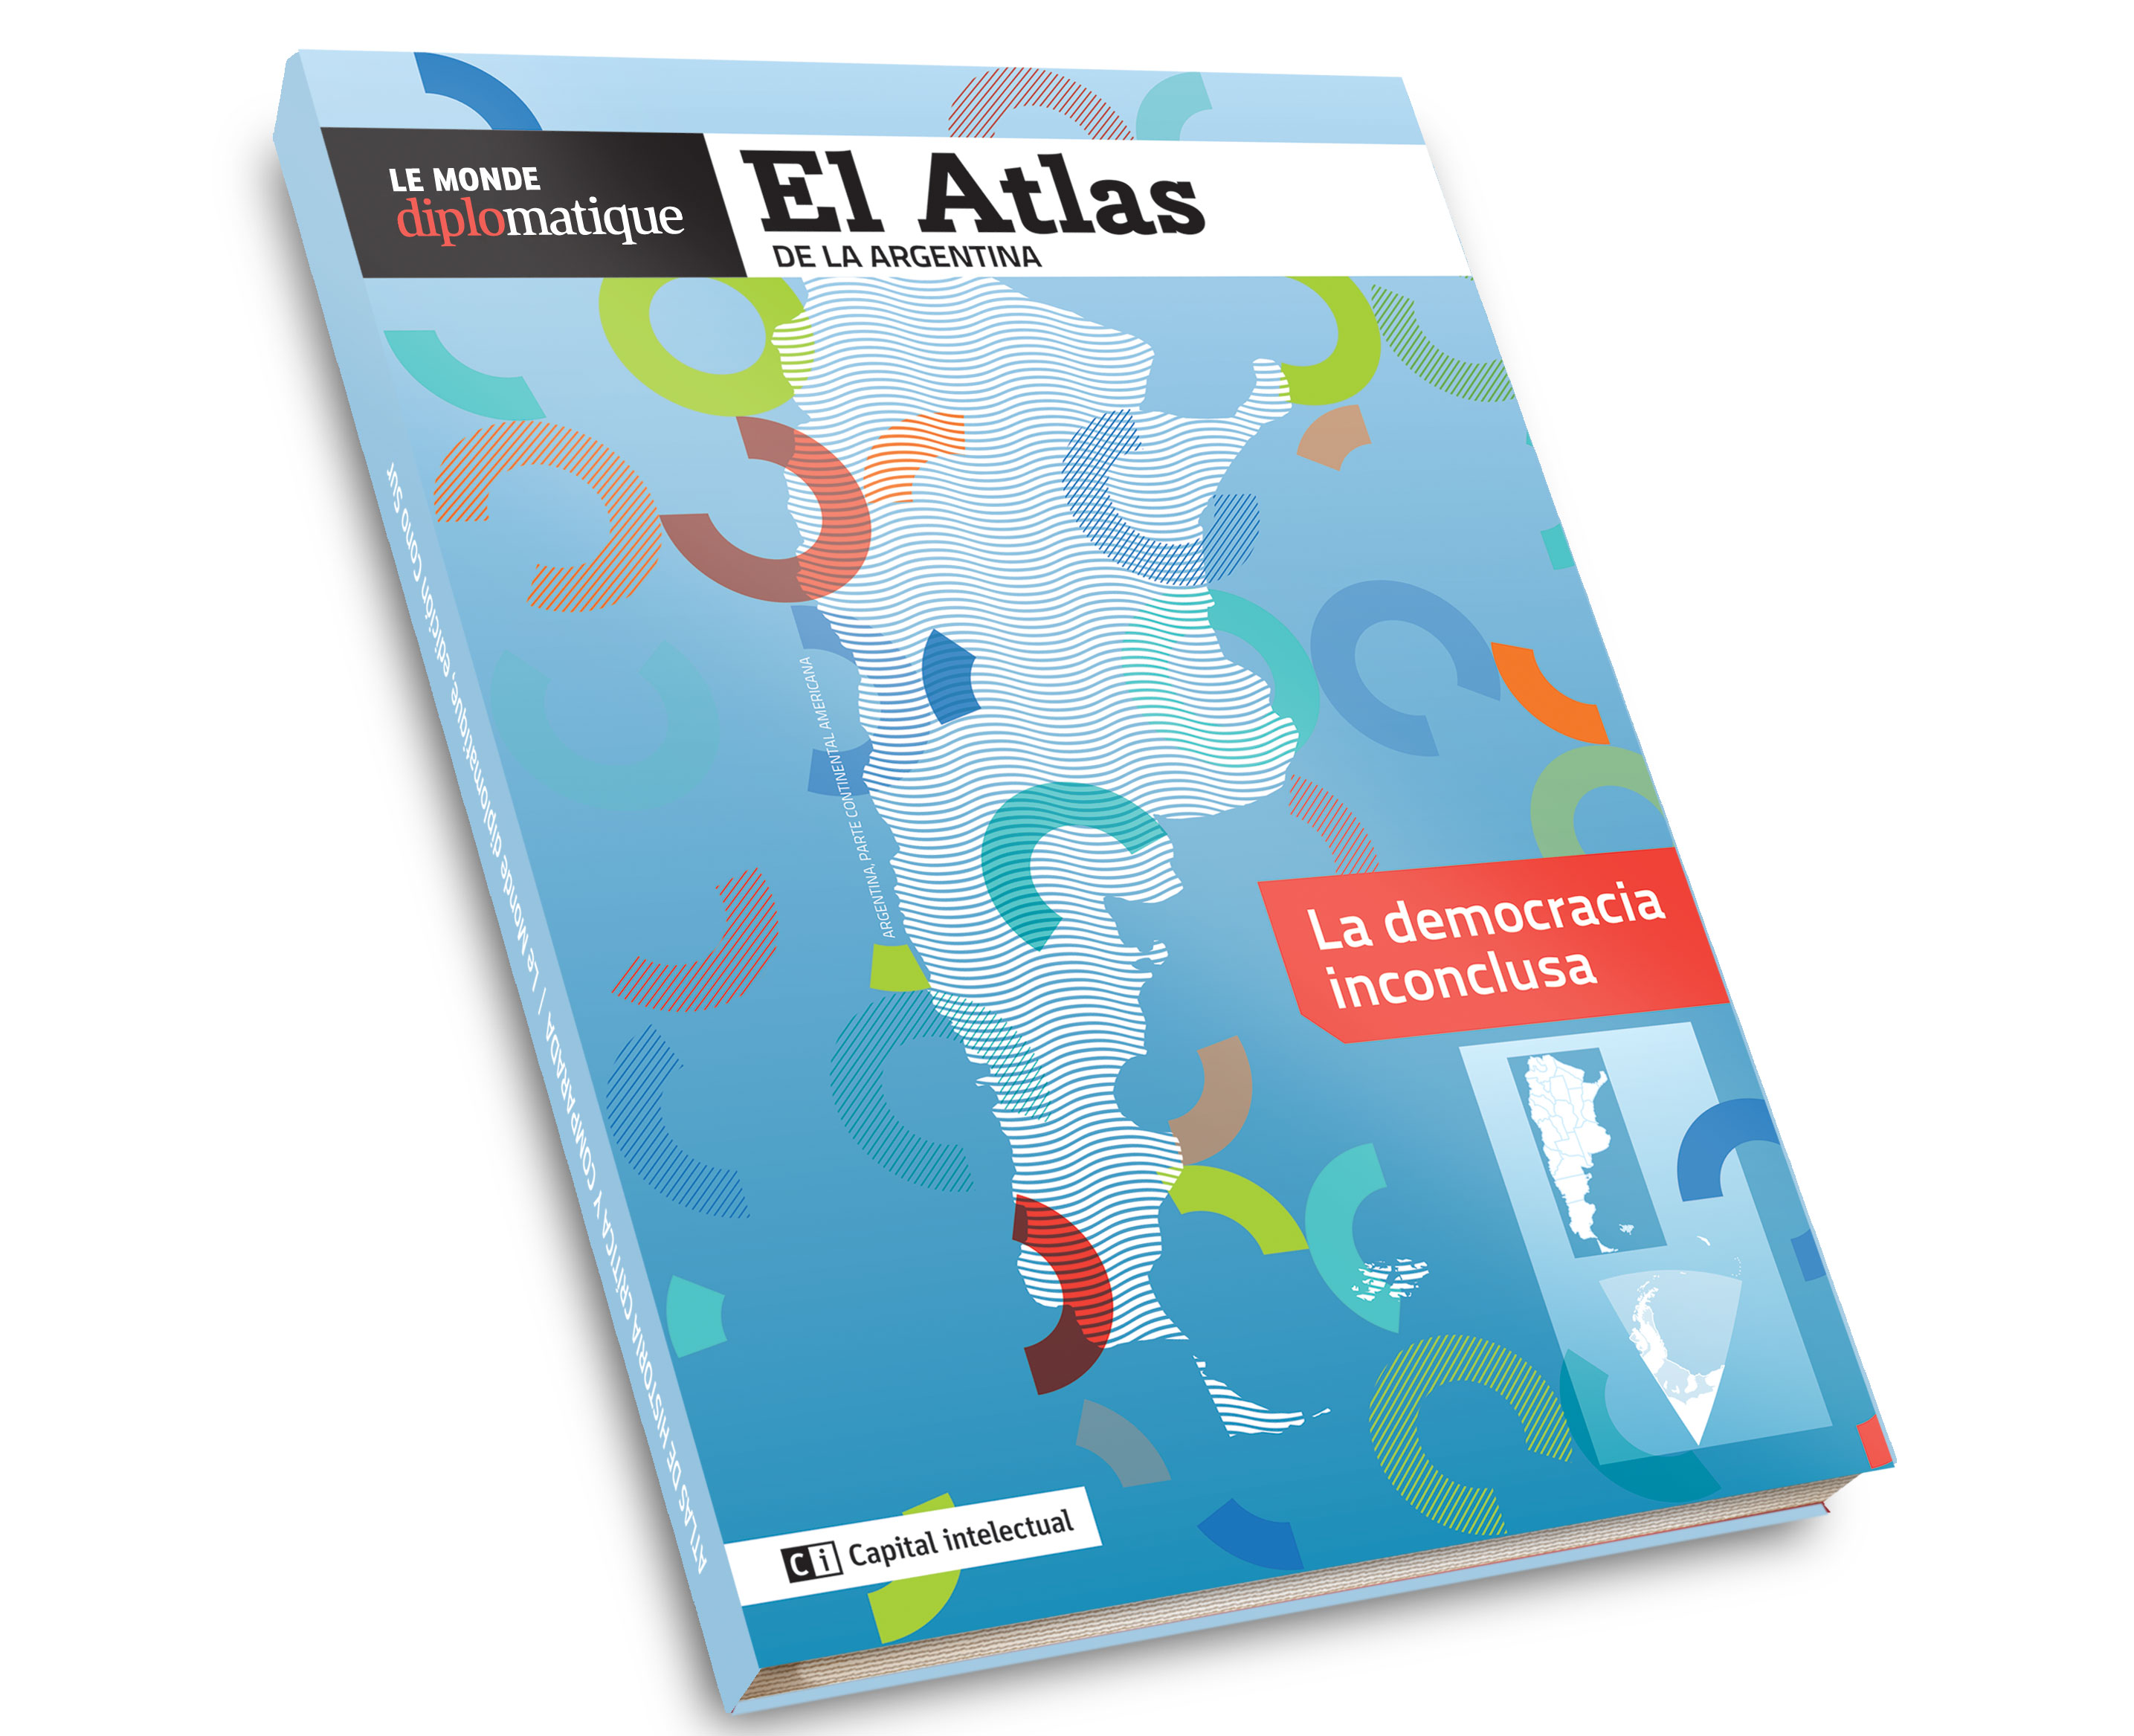 LE MONDE
diplomatique
El Atlas
DE LA ARGENTINA
ARGENTINA, PARTE CONTINENTAL AMERICANA
La democracia
inconclusa
Ci Capital intelectual
ATLAS DE HISTORIA CRÍTICA Y COMPARADA | Le Monde diplomatique, edición Cono Sur